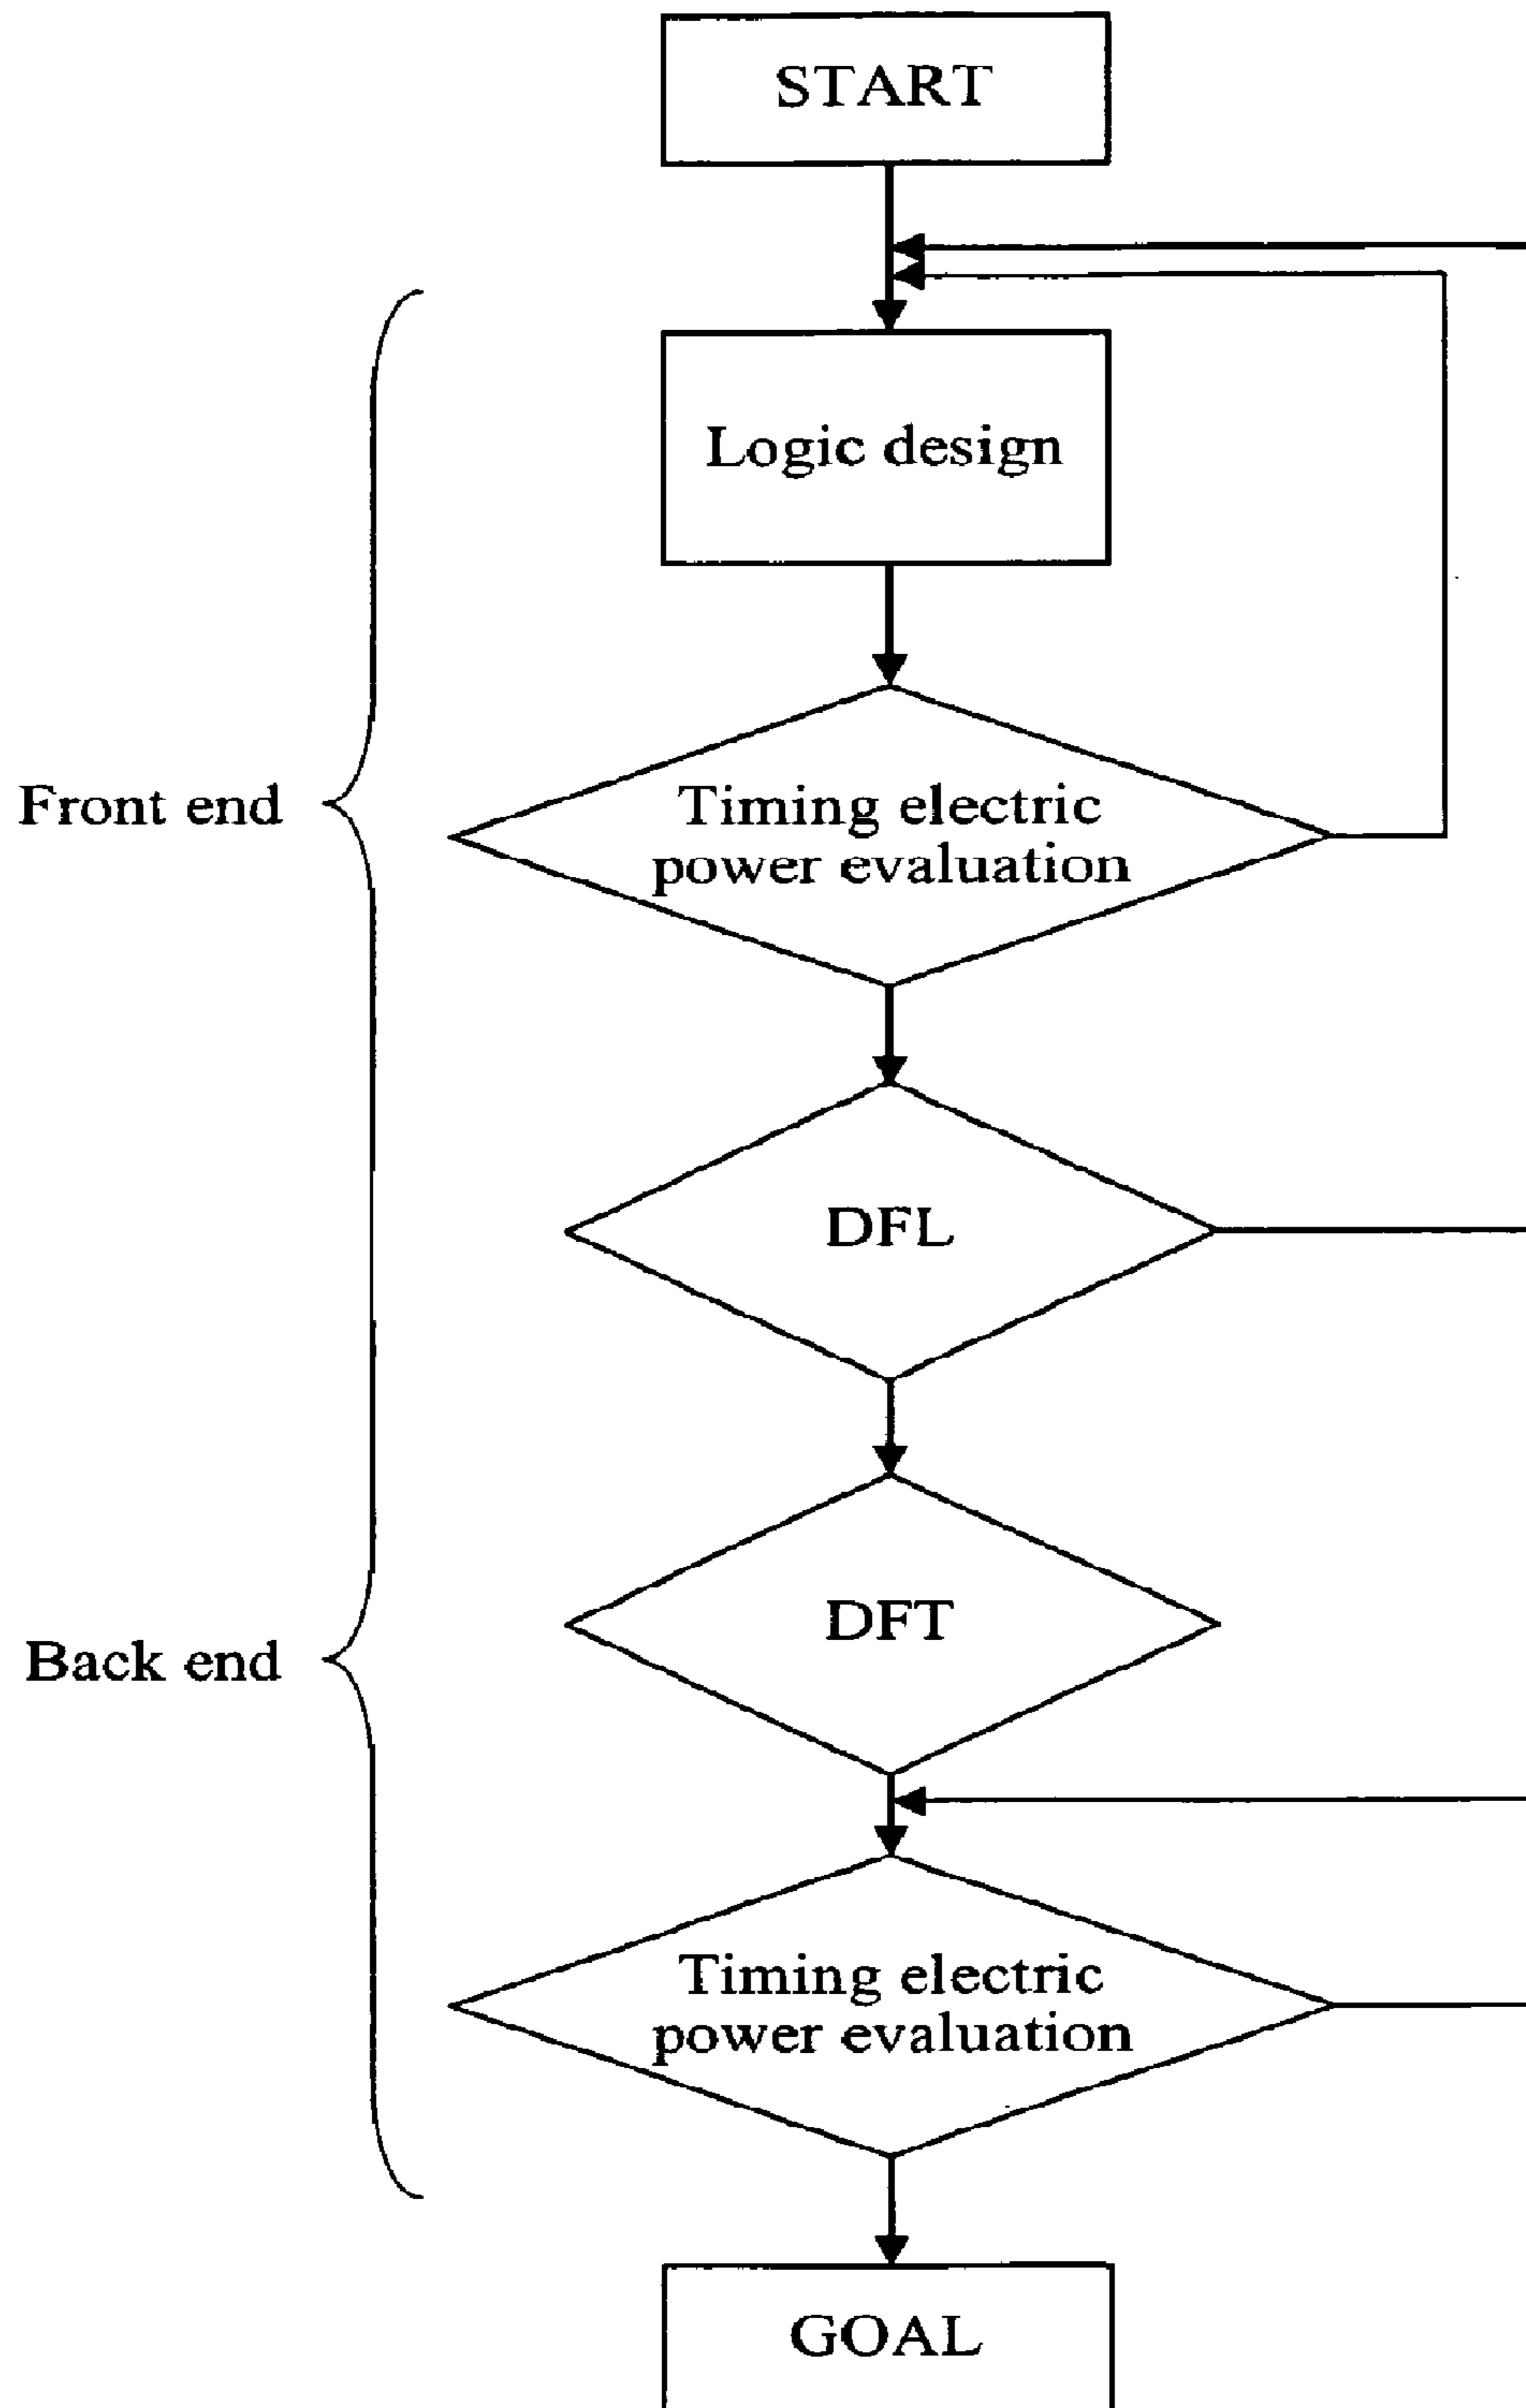 START
Logic design
Front end
Timing electric
power evaluation
DFL
DFT
Back end
Timing electric
power evaluation
GOAL